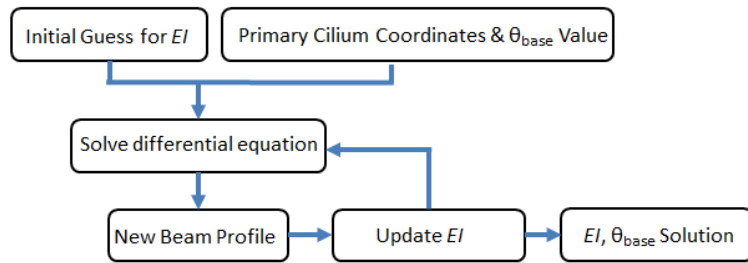 Initial Guess for EI
Primary Cilium Coordinates & θbase Value
Solve differential equation
New Beam Profile
Update EI
EI, θbase Solution